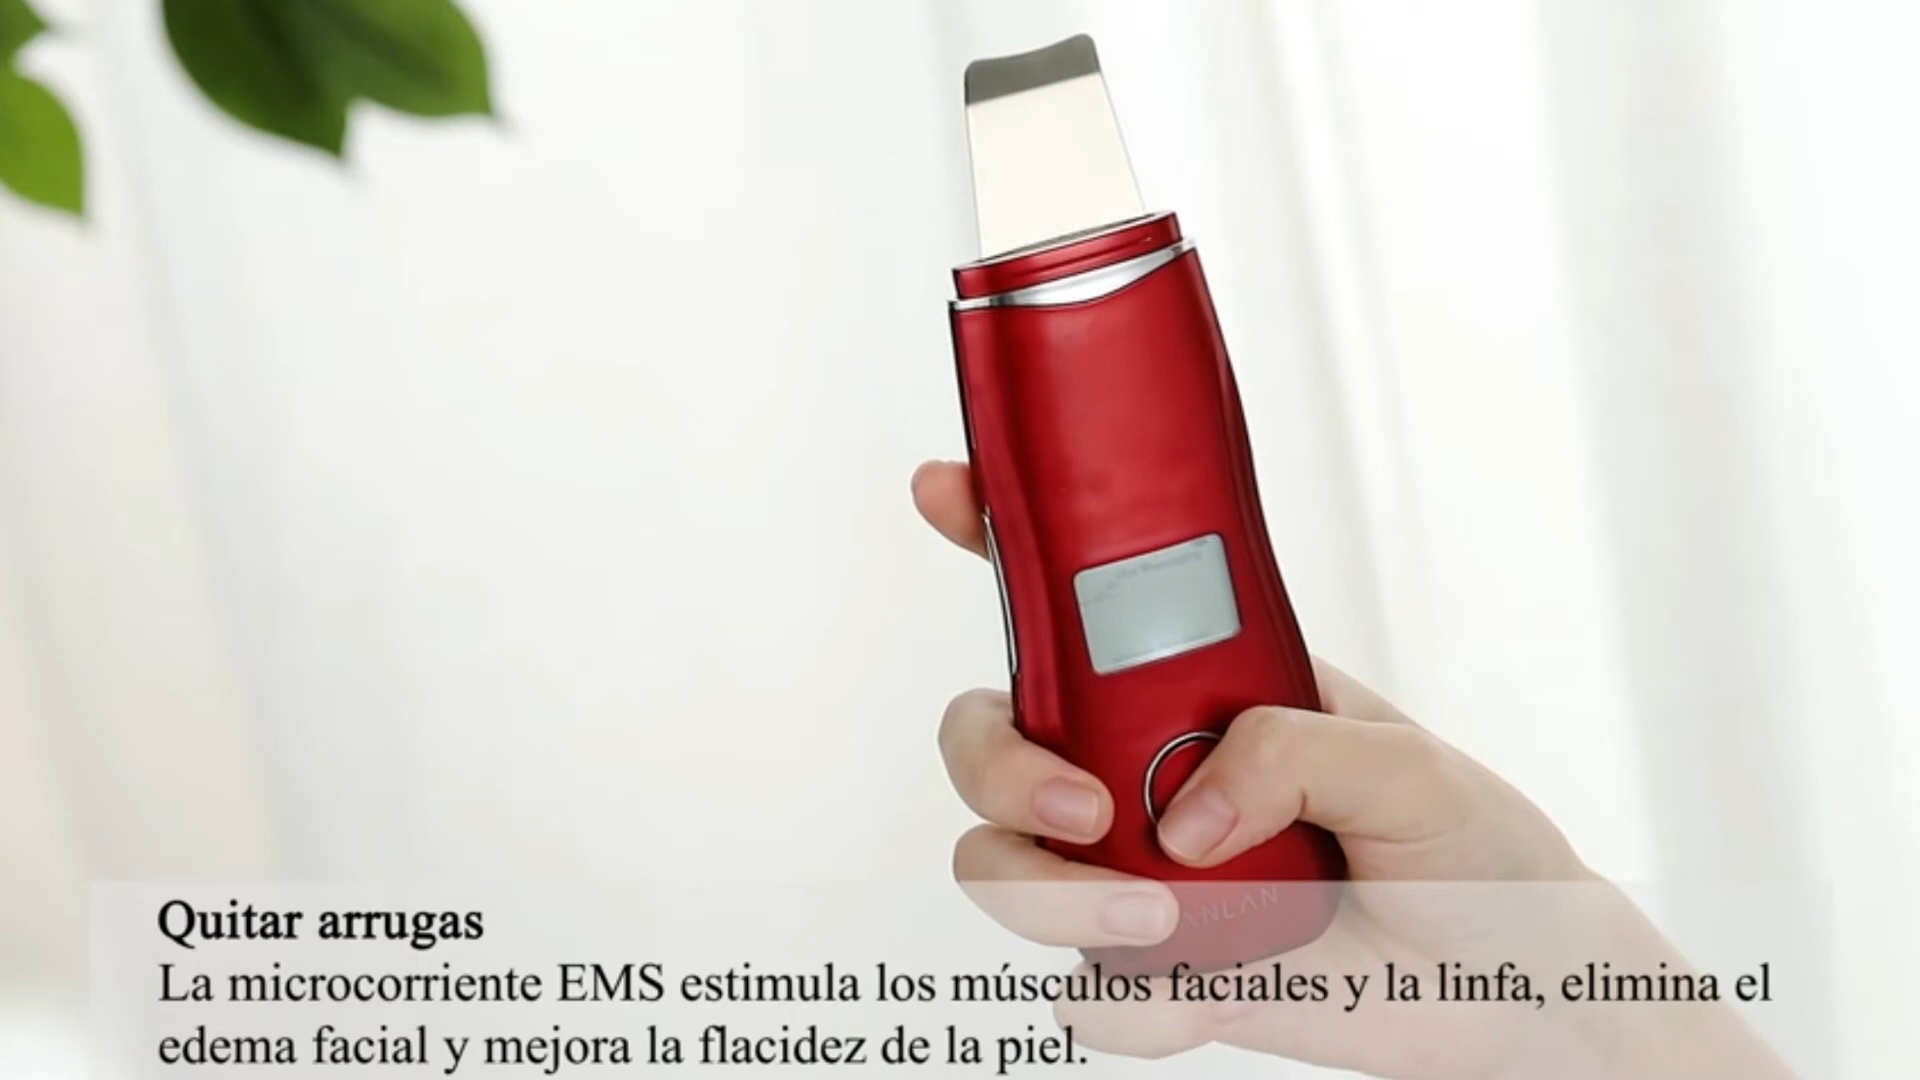 Quitar arrugas
La microcorriente EMS estimula los músculos faciales y la linfa, elimina el
edema facial y mejora la flacidez de la piel.